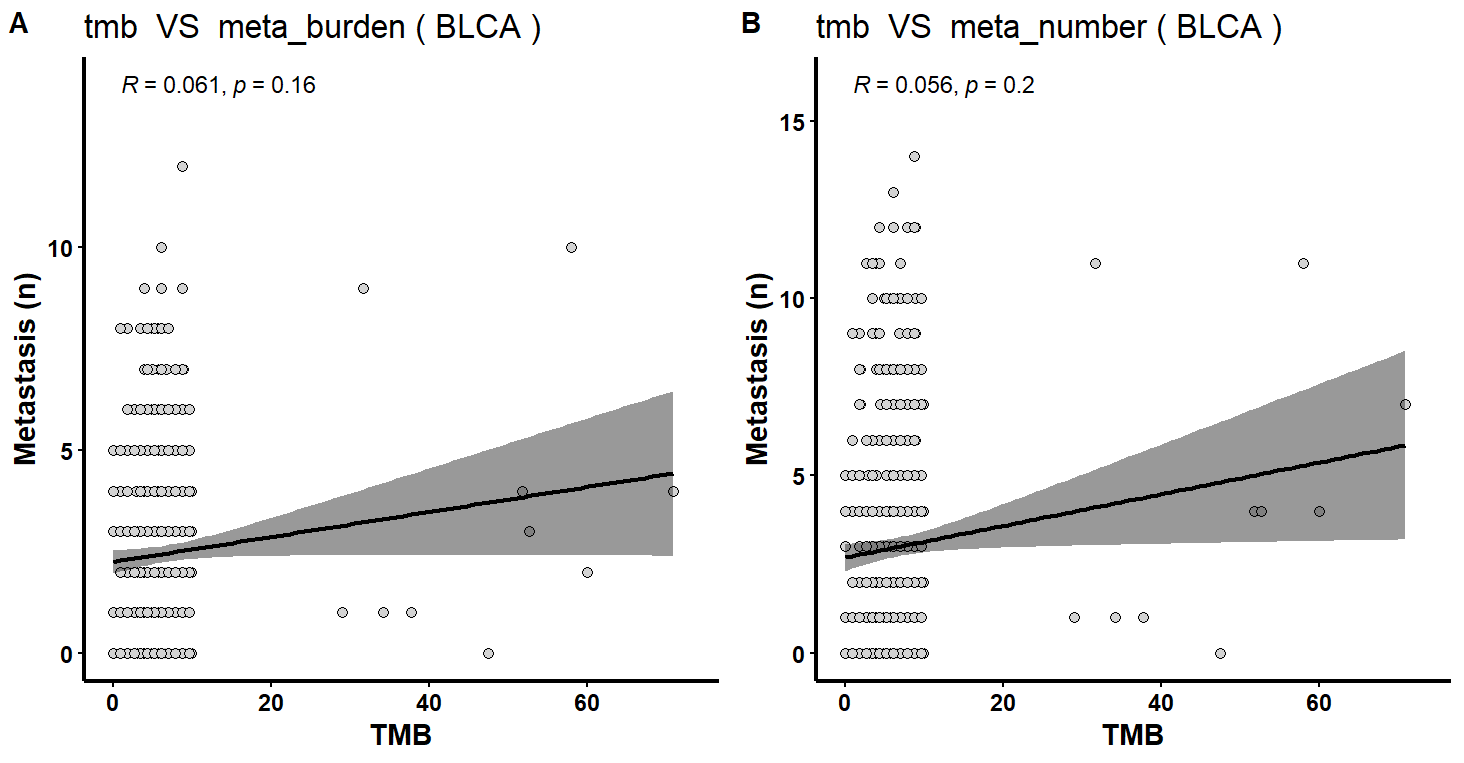 A
tmb VS meta_burden ( BLCA )
R = 0.061, p = 0.16
Metastasis (n)
10
5
0
0 20 40 60
TMB
B
tmb VS meta_number ( BLCA )
R = 0.056, p = 0.2
Metastasis (n)
15
10
5
0
0 20 40 60
TMB